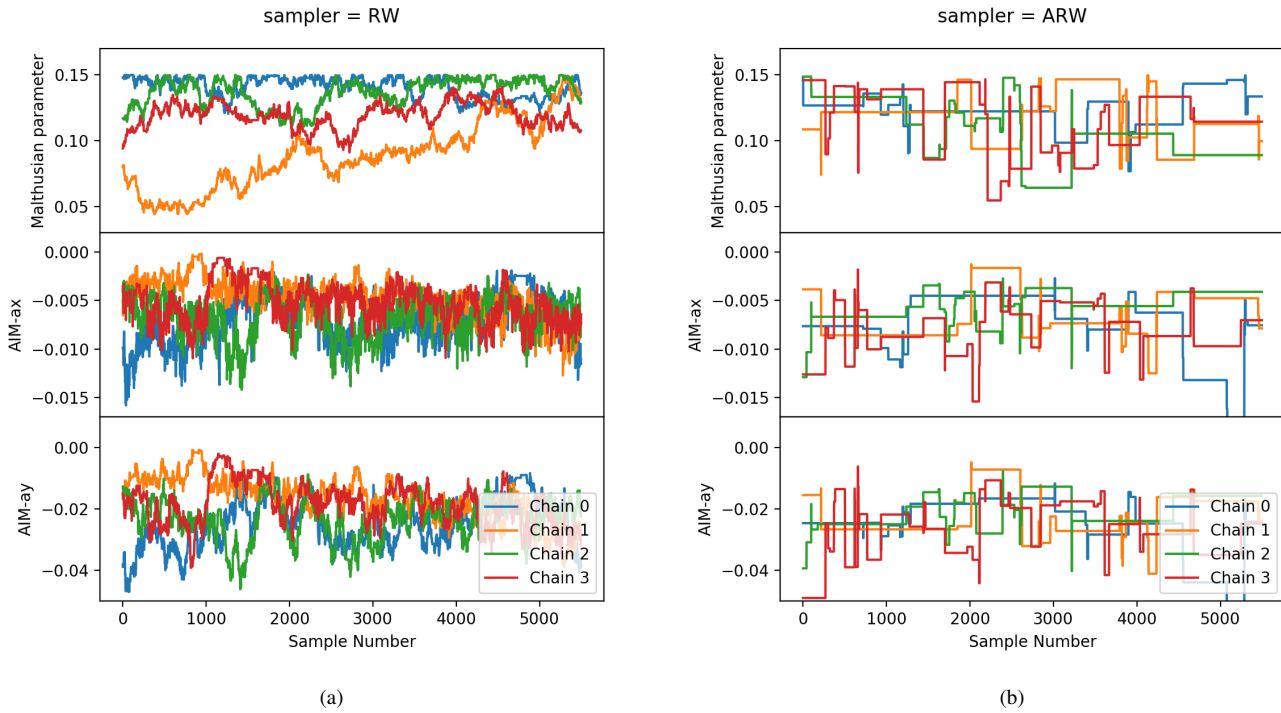 sampler = RW
Malthusian parameter
0.15
0.10
0.05
AIM-ax
0.000
−0.005
−0.010
−0.015
AIM-ay
0.00
−0.02
−0.04
Chain 0
Chain 1
Chain 2
Chain 3
0 1000 2000 3000 4000 5000
Sample Number
(a)
sampler = ARW
Malthusian parameter
0.15
0.10
0.05
AIM-ax
0.000
−0.005
−0.010
−0.015
AIM-ay
0.00
−0.02
−0.04
Chain 0
Chain 1
Chain 2
Chain 3
0 1000 2000 3000 4000 5000
Sample Number
(b)